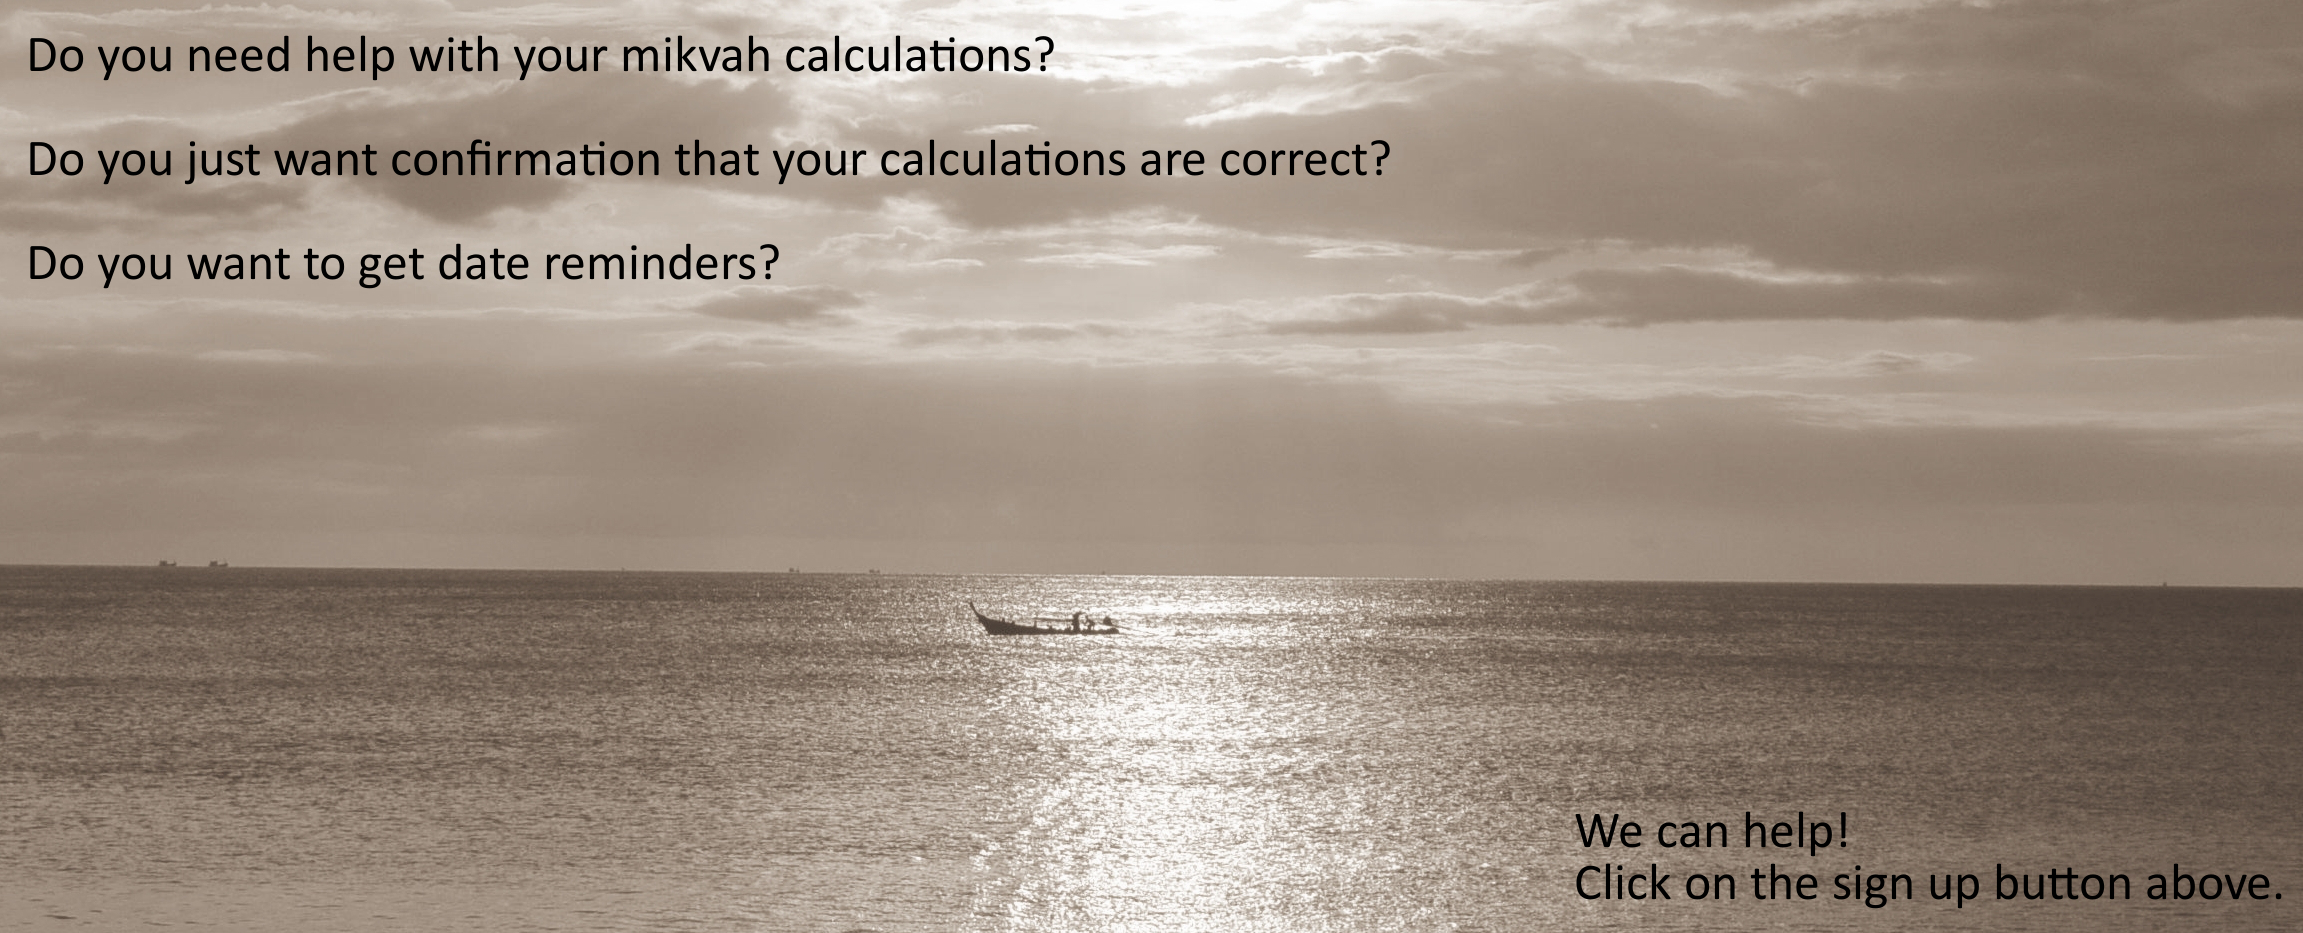 Do you need help with your mikvah calculations?
Do you just want confirmation that your calculations are correct?
Do you want to get date reminders?
We can help!
Click on the sign up button above.